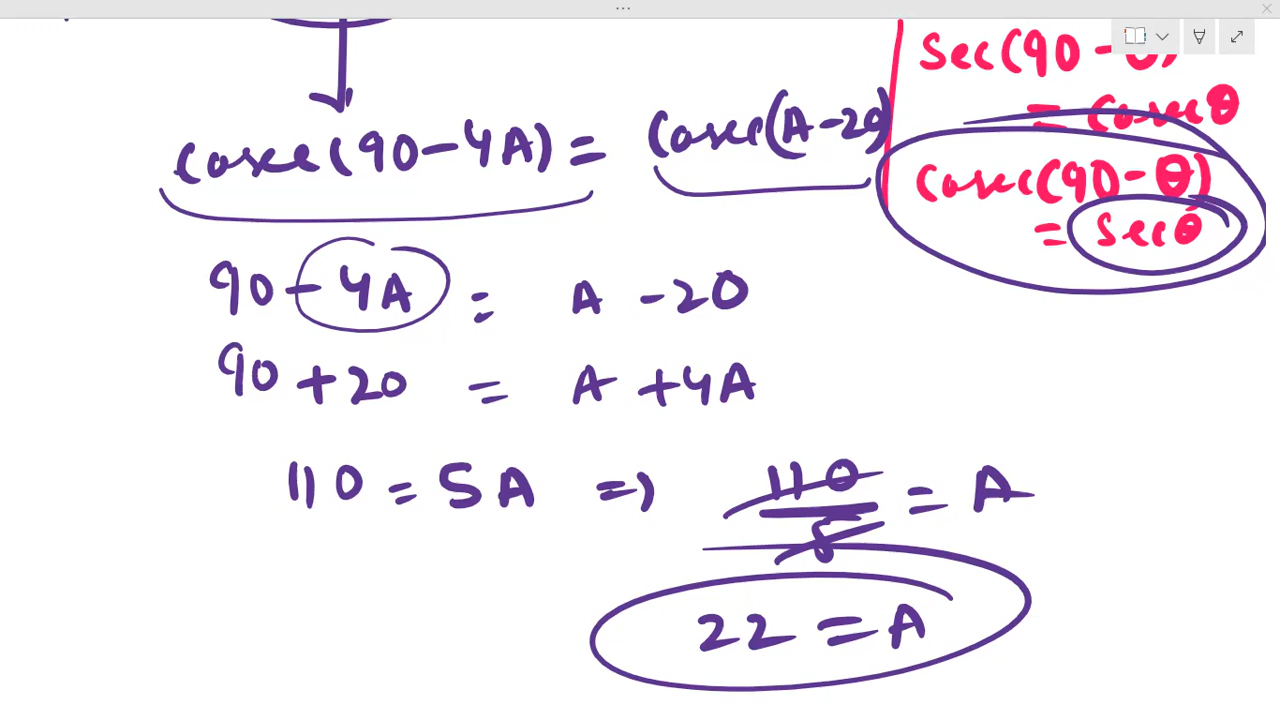 sec(90 - θ)
= cosecθ
cosec(90 - 4A) = cosec(A - 20)
cosec(90 - θ)
= secθ
90 - 4A = A - 20
90 + 20 = A + 4A
110 = 5A ⇒ 110/5 = A
22 = A